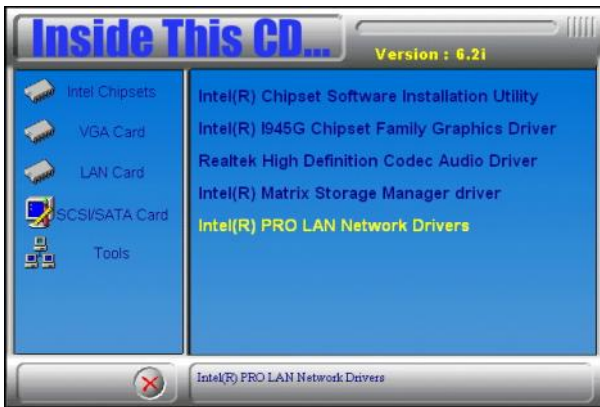 Inside This CD...
Version : 6.2i
Intel Chipsets
VGA Card
LAN Card
SCSI/SATA Card
Tools
Intel(R) Chipset Software Installation Utility
Intel(R) I945G Chipset Family Graphics Driver
Realtek High Definition Codec Audio Driver
Intel(R) Matrix Storage Manager driver
Intel(R) PRO LAN Network Drivers
Intel(R) PRO LAN Network Drivers